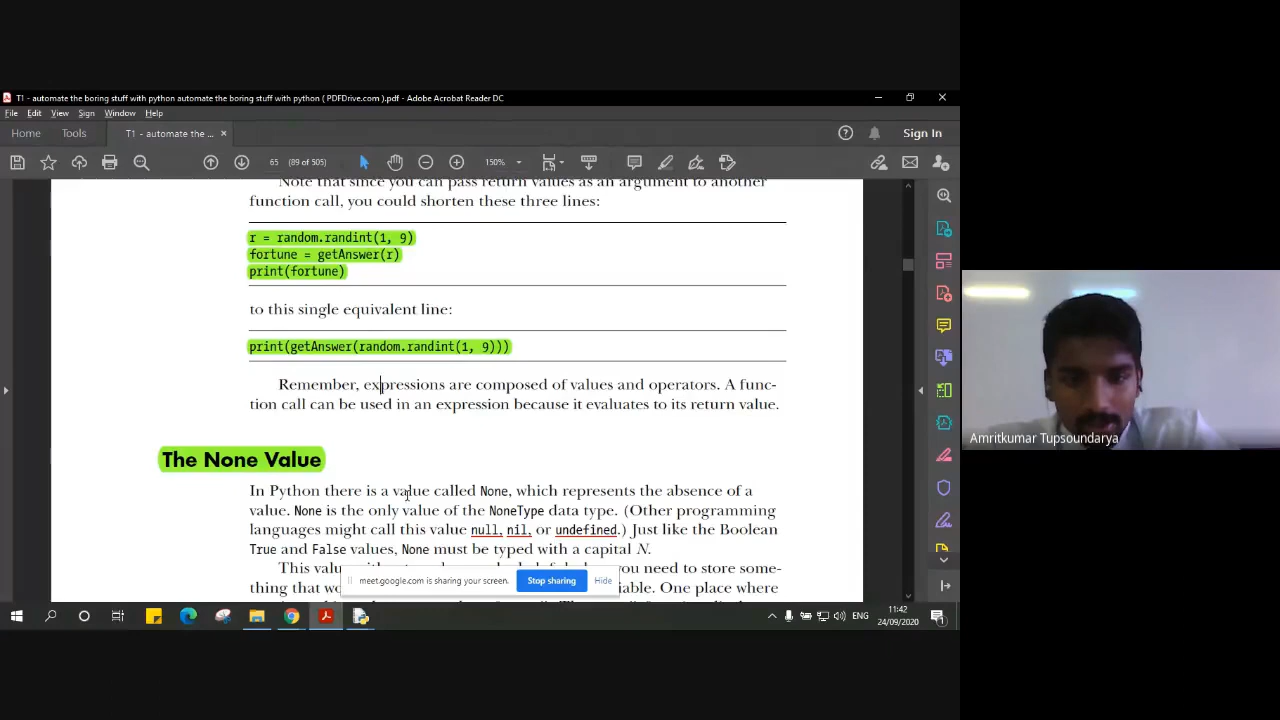 T1 - automate the boring stuff with python automate the boring stuff with python ( PDFDrive.com ).pdf - Adobe Acrobat Reader DC
File Edit View Sign Window Help
Home Tools T1 - automate the ... × Sign In
65 (89 of 505) 150%
Note that since you can pass return values as an argument to another
function call, you could shorten these three lines:
r = random.randint(1, 9)
fortune = getAnswer(r)
print(fortune)
to this single equivalent line:
print(getAnswer(random.randint(1, 9)))
Remember, expressions are composed of values and operators. A func-
tion call can be used in an expression because it evaluates to its return value.
The None Value
In Python there is a value called None, which represents the absence of a
value. None is the only value of the NoneType data type. (Other programming
languages might call this value null, nil, or undefined.) Just like the Boolean
True and False values, None must be typed with a capital N.
This you need to store some-
thing that One place where
meet.google.com is sharing your screen. Stop sharing Hide
Amritkumar Tupsoundarya
ENG
11:42
24/09/2020
1